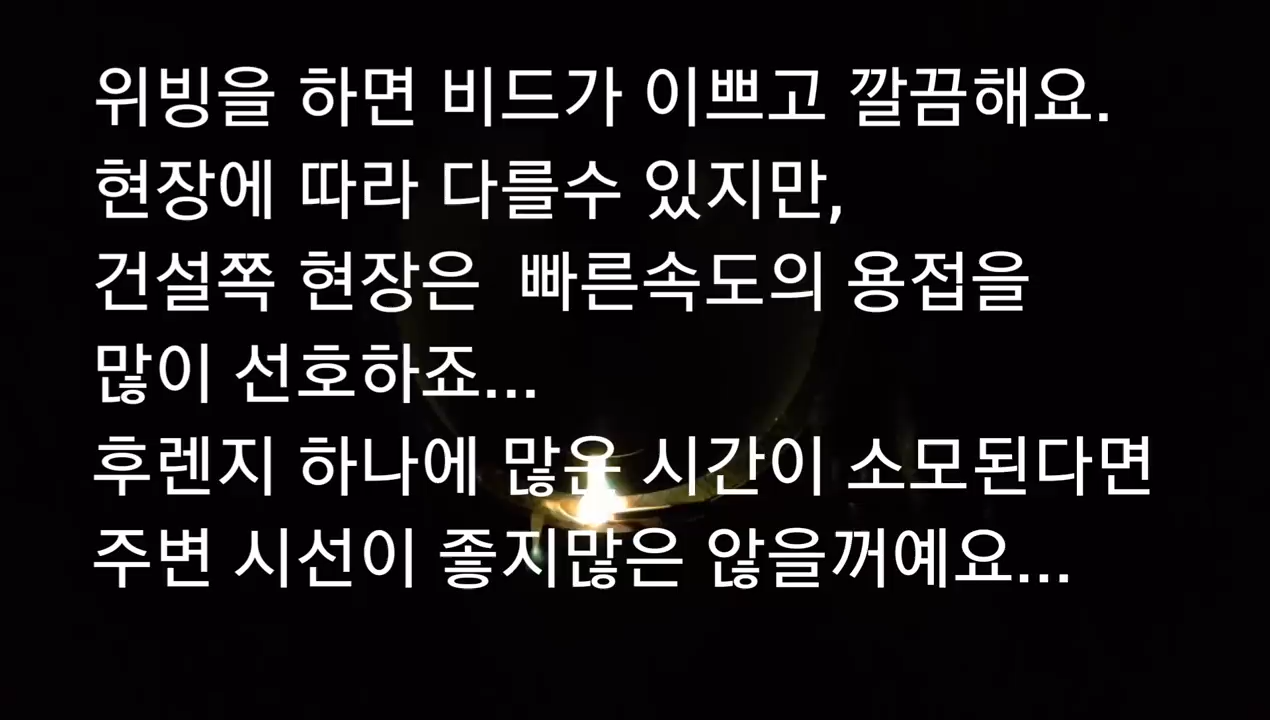 위빙을 하면 비드가 이쁘고 깔끔해요.
현장에 따라 다를수 있지만,
건설쪽 현장은  빠른속도의 용접을
많이 선호하죠...
후렌지 하나에 많은 시간이 소모된다면
주변 시선이 좋지많은 않을꺼예요...